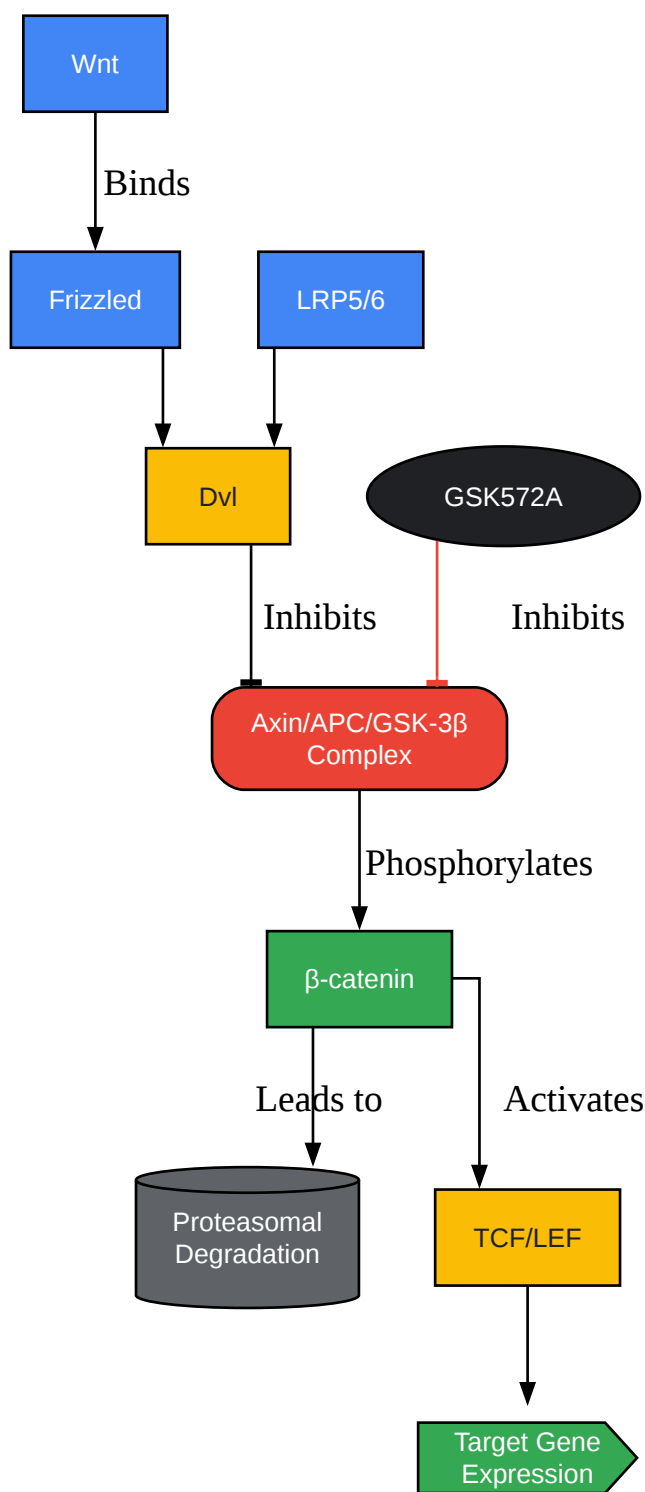 Wnt
Binds
Frizzled
LRP5/6
Dvl
GSK572A
Inhibits
Inhibits
Axin/APC/GSK-3β
Complex
Phosphorylates
β-catenin
Leads to
Activates
Proteasomal
Degradation
TCF/LEF
Target Gene
Expression